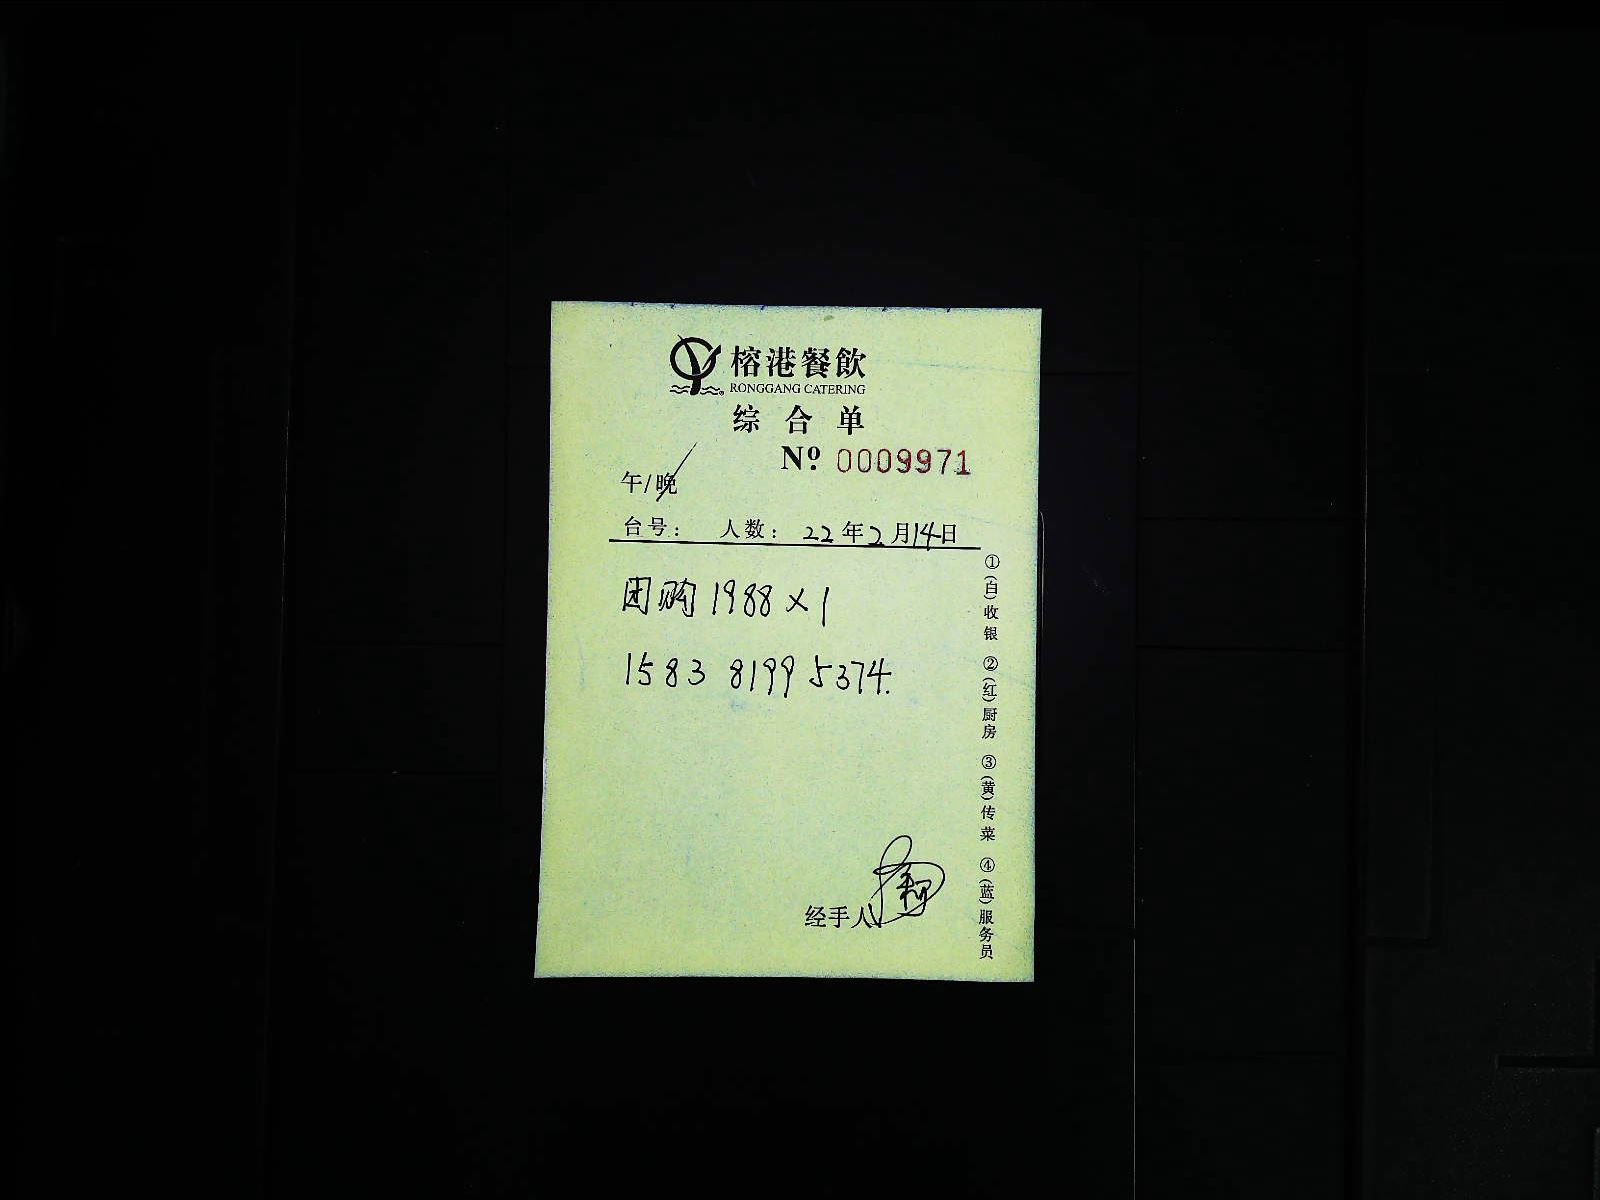 榕港餐飲
RONGGANG CATERING
综合单
Nº 0009971
午/晚
台号： 人数： 22年2月14日
团购 1988×1
1583 8199 5374.
经手人
①(白)收银 ②(红)厨房 ③(黄)传菜 ④(蓝)服务员